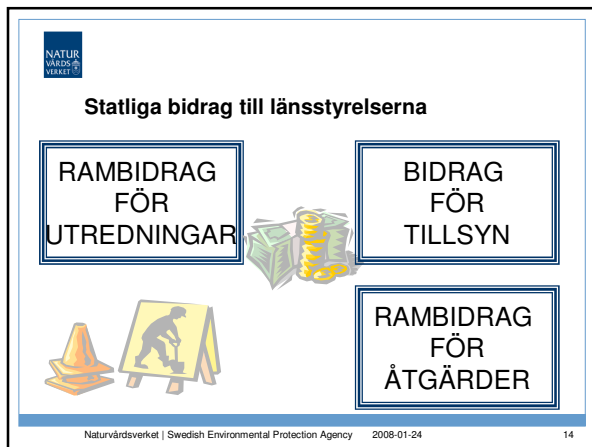 NATUR
VÅRDS
VERKET
Statliga bidrag till länsstyrelserna
RAMBIDRAG
FÖR
UTREDNINGAR
BIDRAG
FÖR
TILLSYN
RAMBIDRAG
FÖR
ÅTGÄRDER
Naturvårdsverket | Swedish Environmental Protection Agency 2008-01-24 14